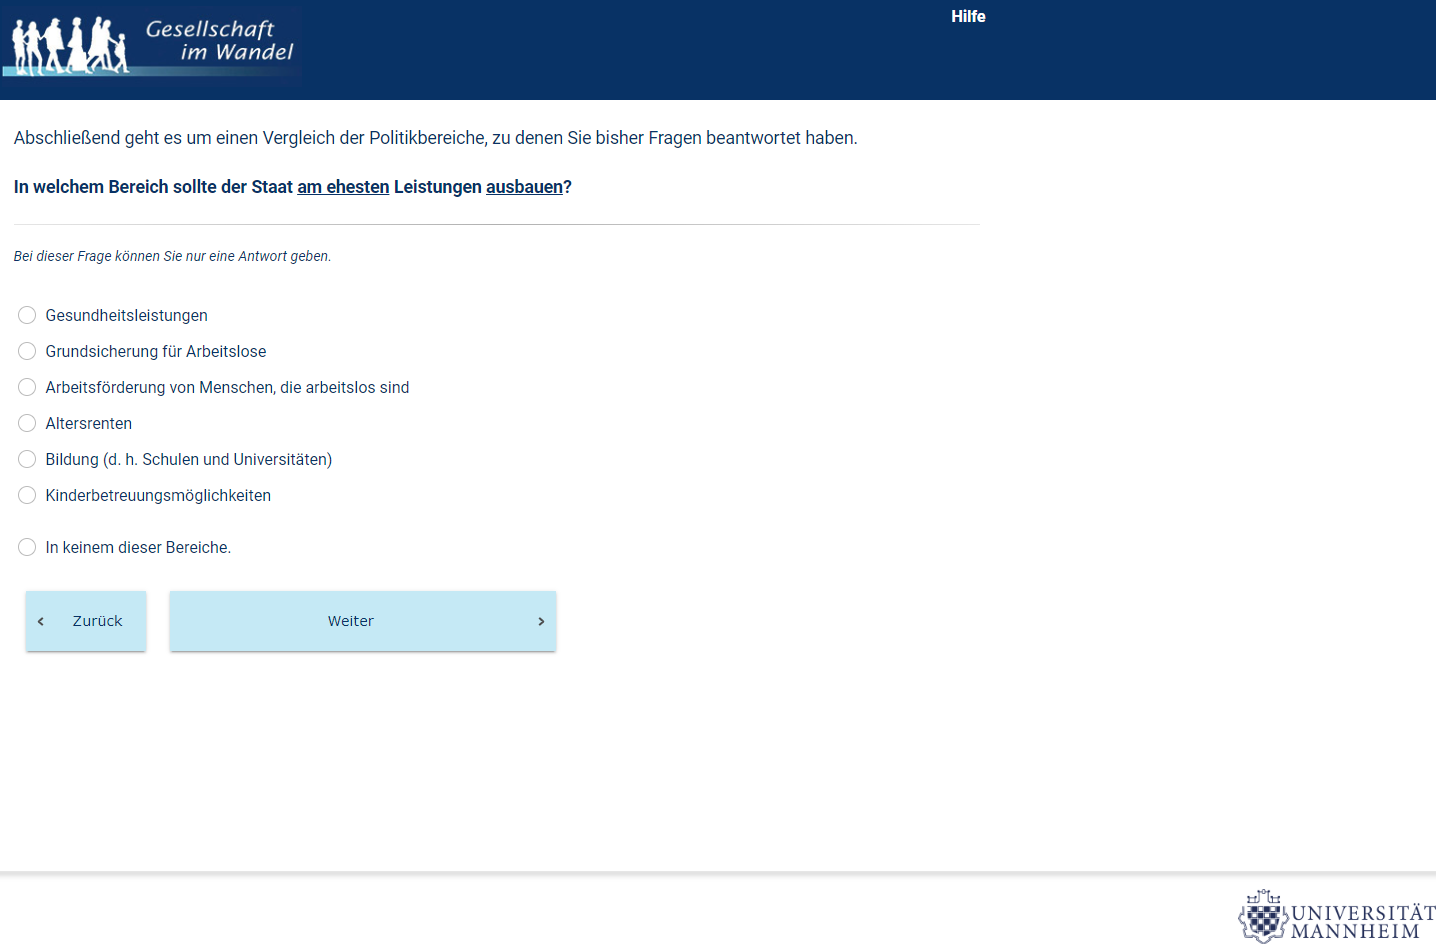 Gesellschaft
im Wandel
Hilfe
Abschließend geht es um einen Vergleich der Politikbereiche, zu denen Sie bisher Fragen beantwortet haben.
In welchem Bereich sollte der Staat am ehesten Leistungen ausbauen?
Bei dieser Frage können Sie nur eine Antwort geben.
Gesundheitsleistungen
Grundsicherung für Arbeitslose
Arbeitsförderung von Menschen, die arbeitslos sind
Altersrenten
Bildung (d. h. Schulen und Universitäten)
Kinderbetreuungsmöglichkeiten
In keinem dieser Bereiche.
Zurück
Weiter
UNIVERSITÄT
MANNHEIM